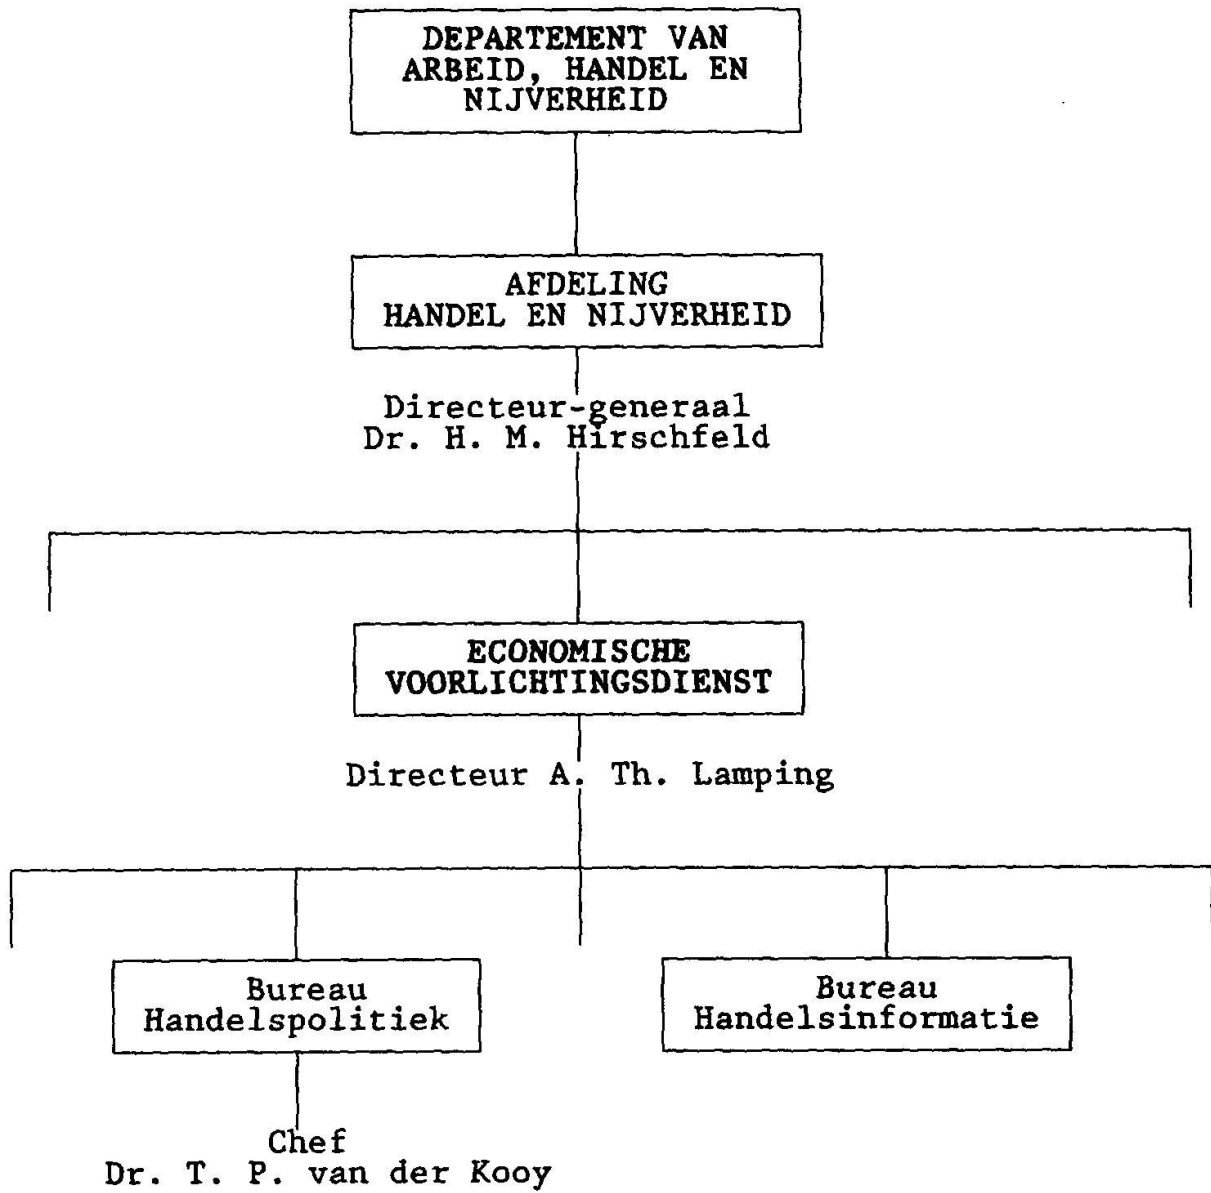 DEPARTEMENT VAN
ARBEID, HANDEL EN
NIJVERHEID
AFDELING
HANDEL EN NIJVERHEID
Directeur-generaal
Dr. H. M. Hirschfeld
ECONOMISCHE
VOORLICHTINGSDIENST
Directeur A. Th. Lamping
Bureau
Handelspolitiek
Bureau
Handelsinformatie
Chef
Dr. T. P. van der Kooy